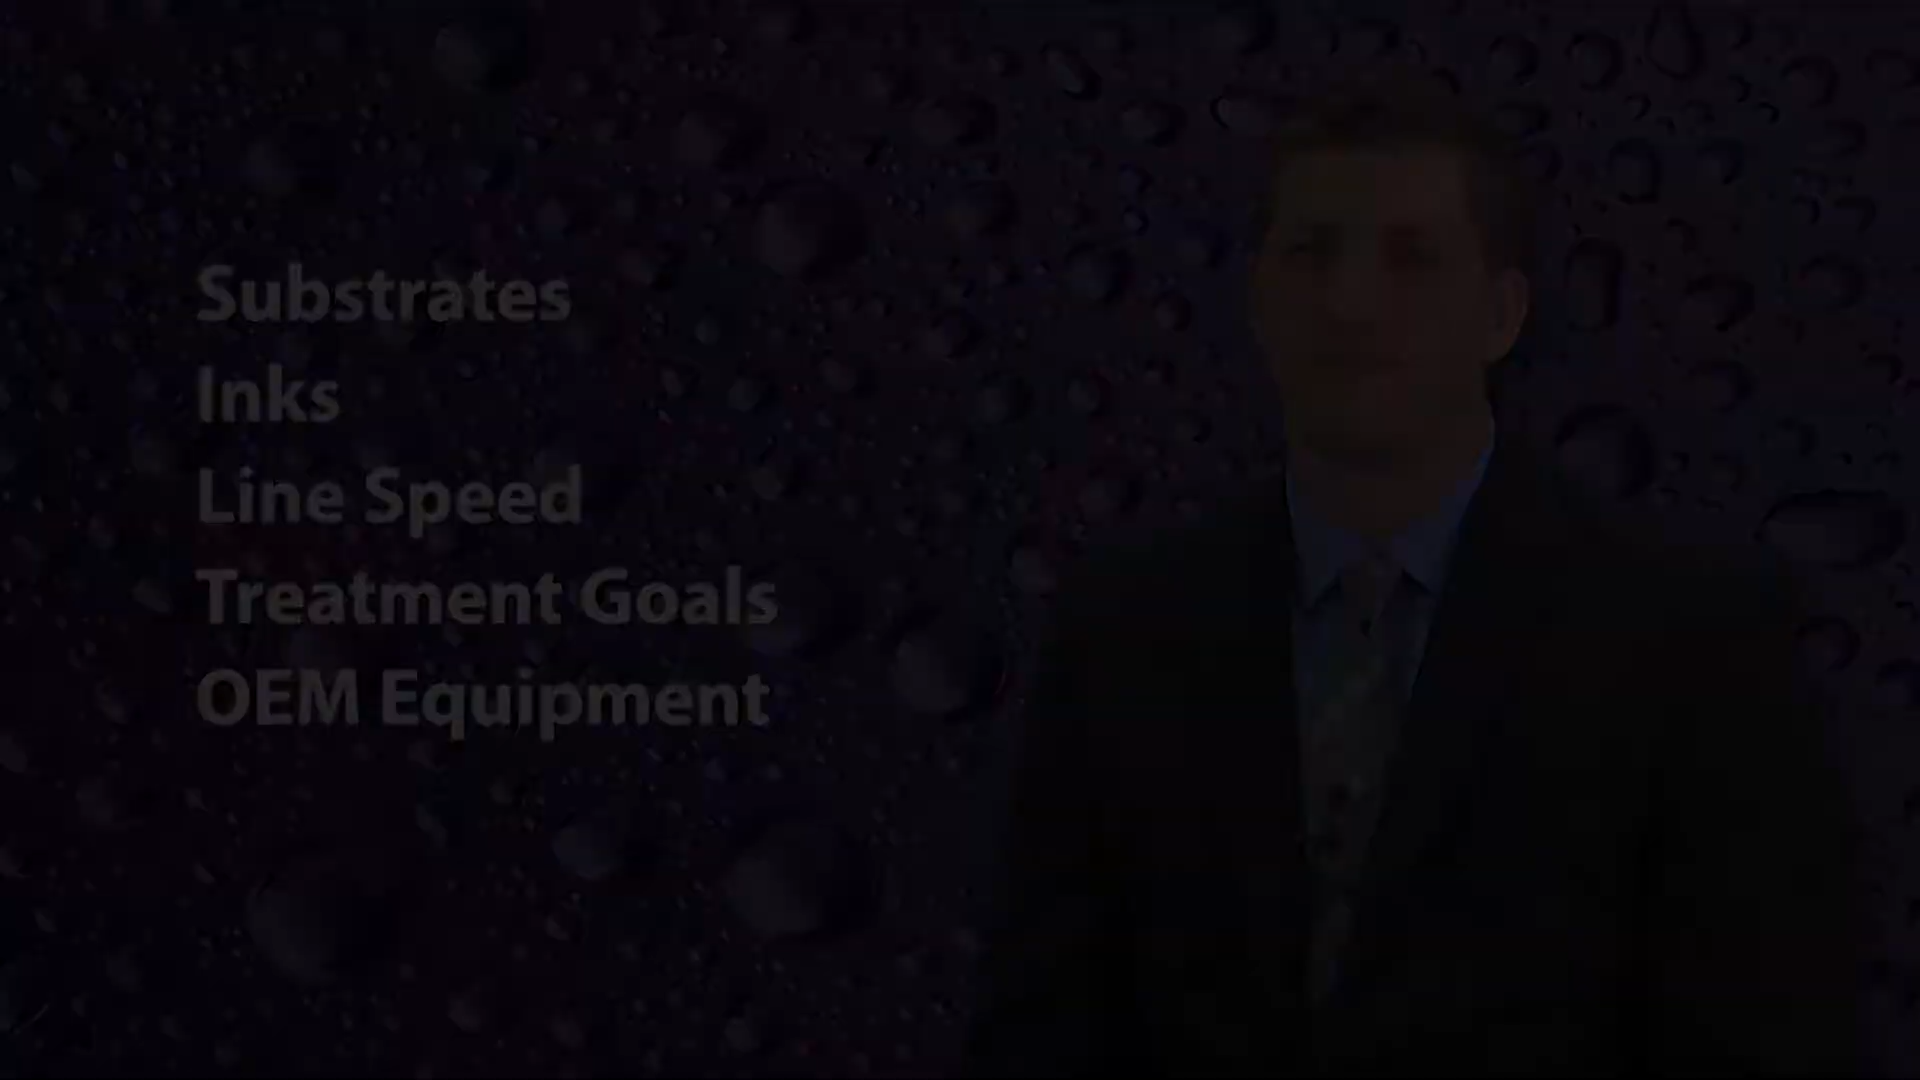 Substrates
Inks
Line Speed
Treatment Goals
OEM Equipment